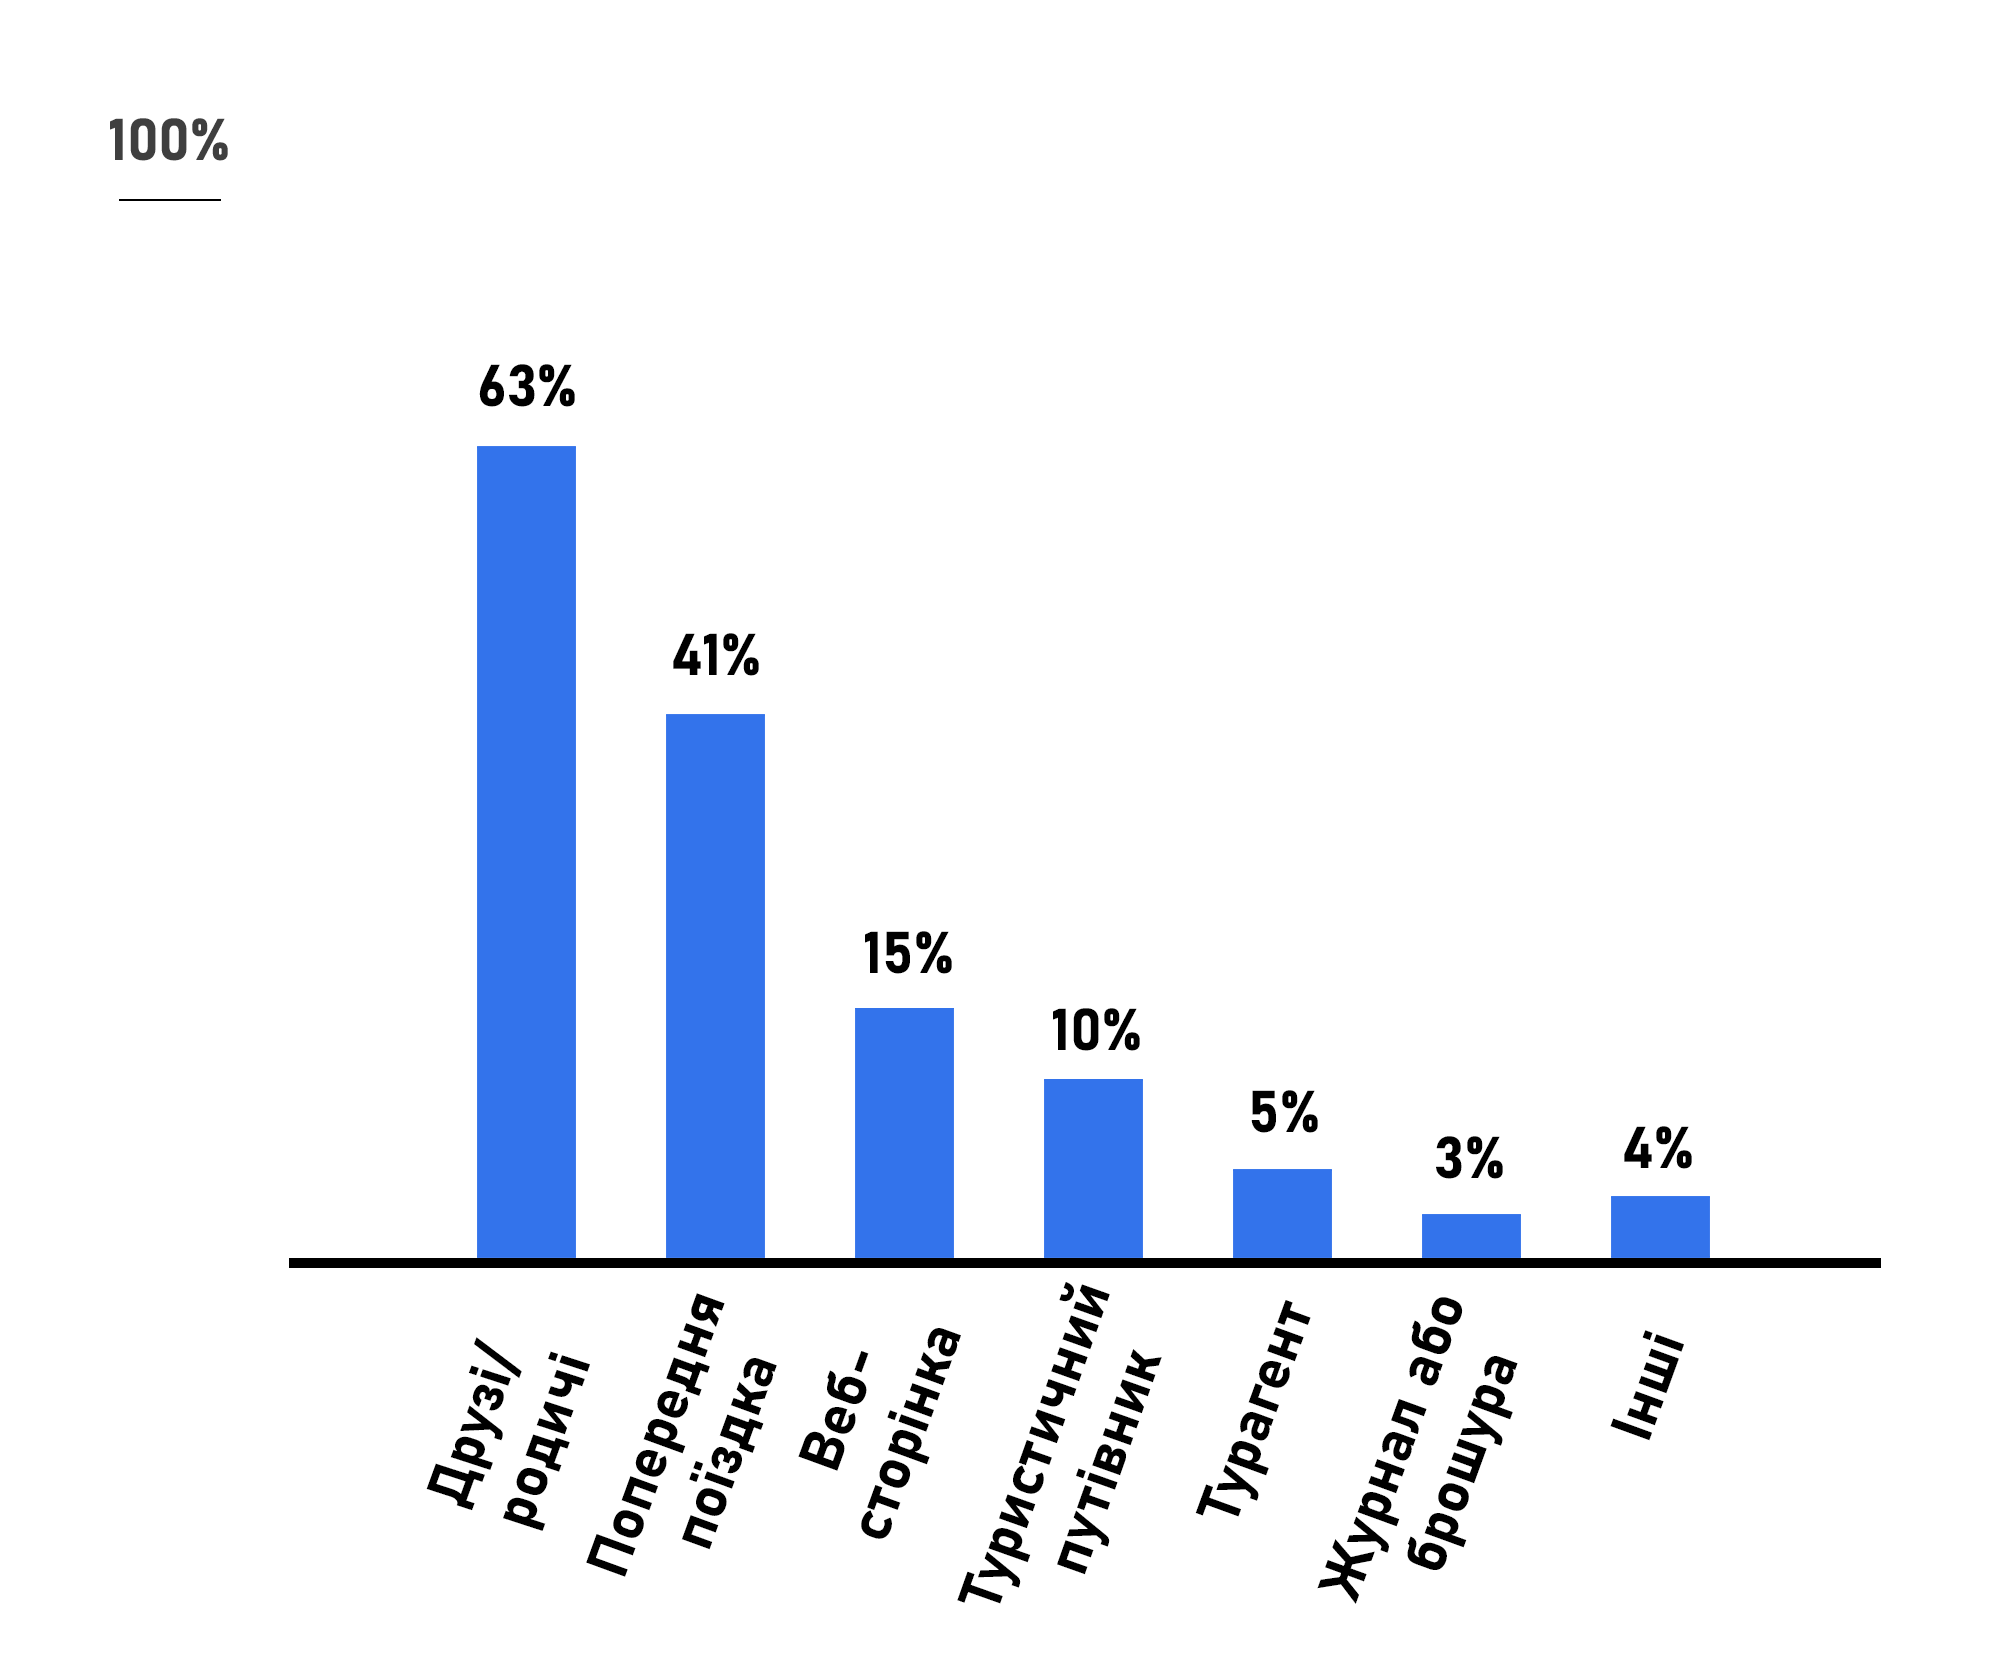 100%
63%
41%
15%
10%
5%
3%
4%
Друзі/
родичі
Попередня
поїздка
Веб-
сторінка
Туристичний
путівник
Турагент
Журнал або
брошура
Інші